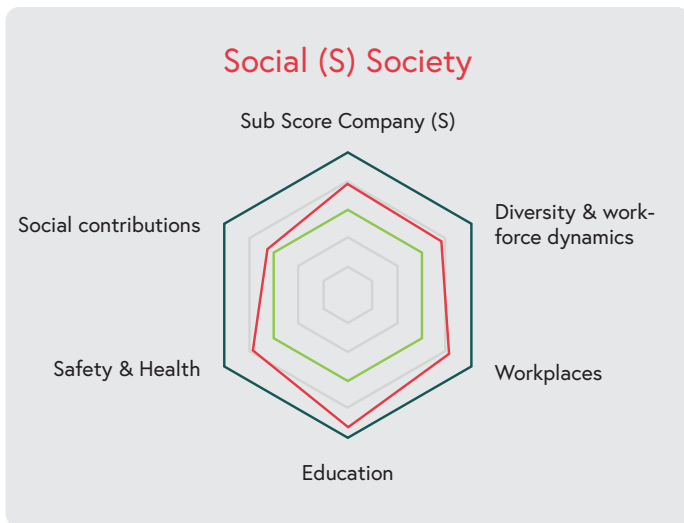 Social (S) Society
Sub Score Company (S)
Diversity & work-
force dynamics
Social contributions
Safety & Health
Workplaces
Education